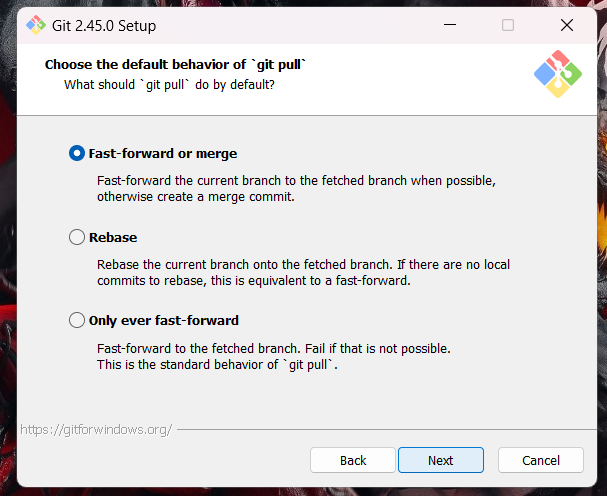 Git 2.45.0 Setup
Choose the default behavior of `git pull`
What should `git pull` do by default?
Fast-forward or merge
Fast-forward the current branch to the fetched branch when possible,
otherwise create a merge commit.
Rebase
Rebase the current branch onto the fetched branch. If there are no local
commits to rebase, this is equivalent to a fast-forward.
Only ever fast-forward
Fast-forward to the fetched branch. Fail if that is not possible.
This is the standard behavior of `git pull`.
https://gitforwindows.org/
Back Next Cancel